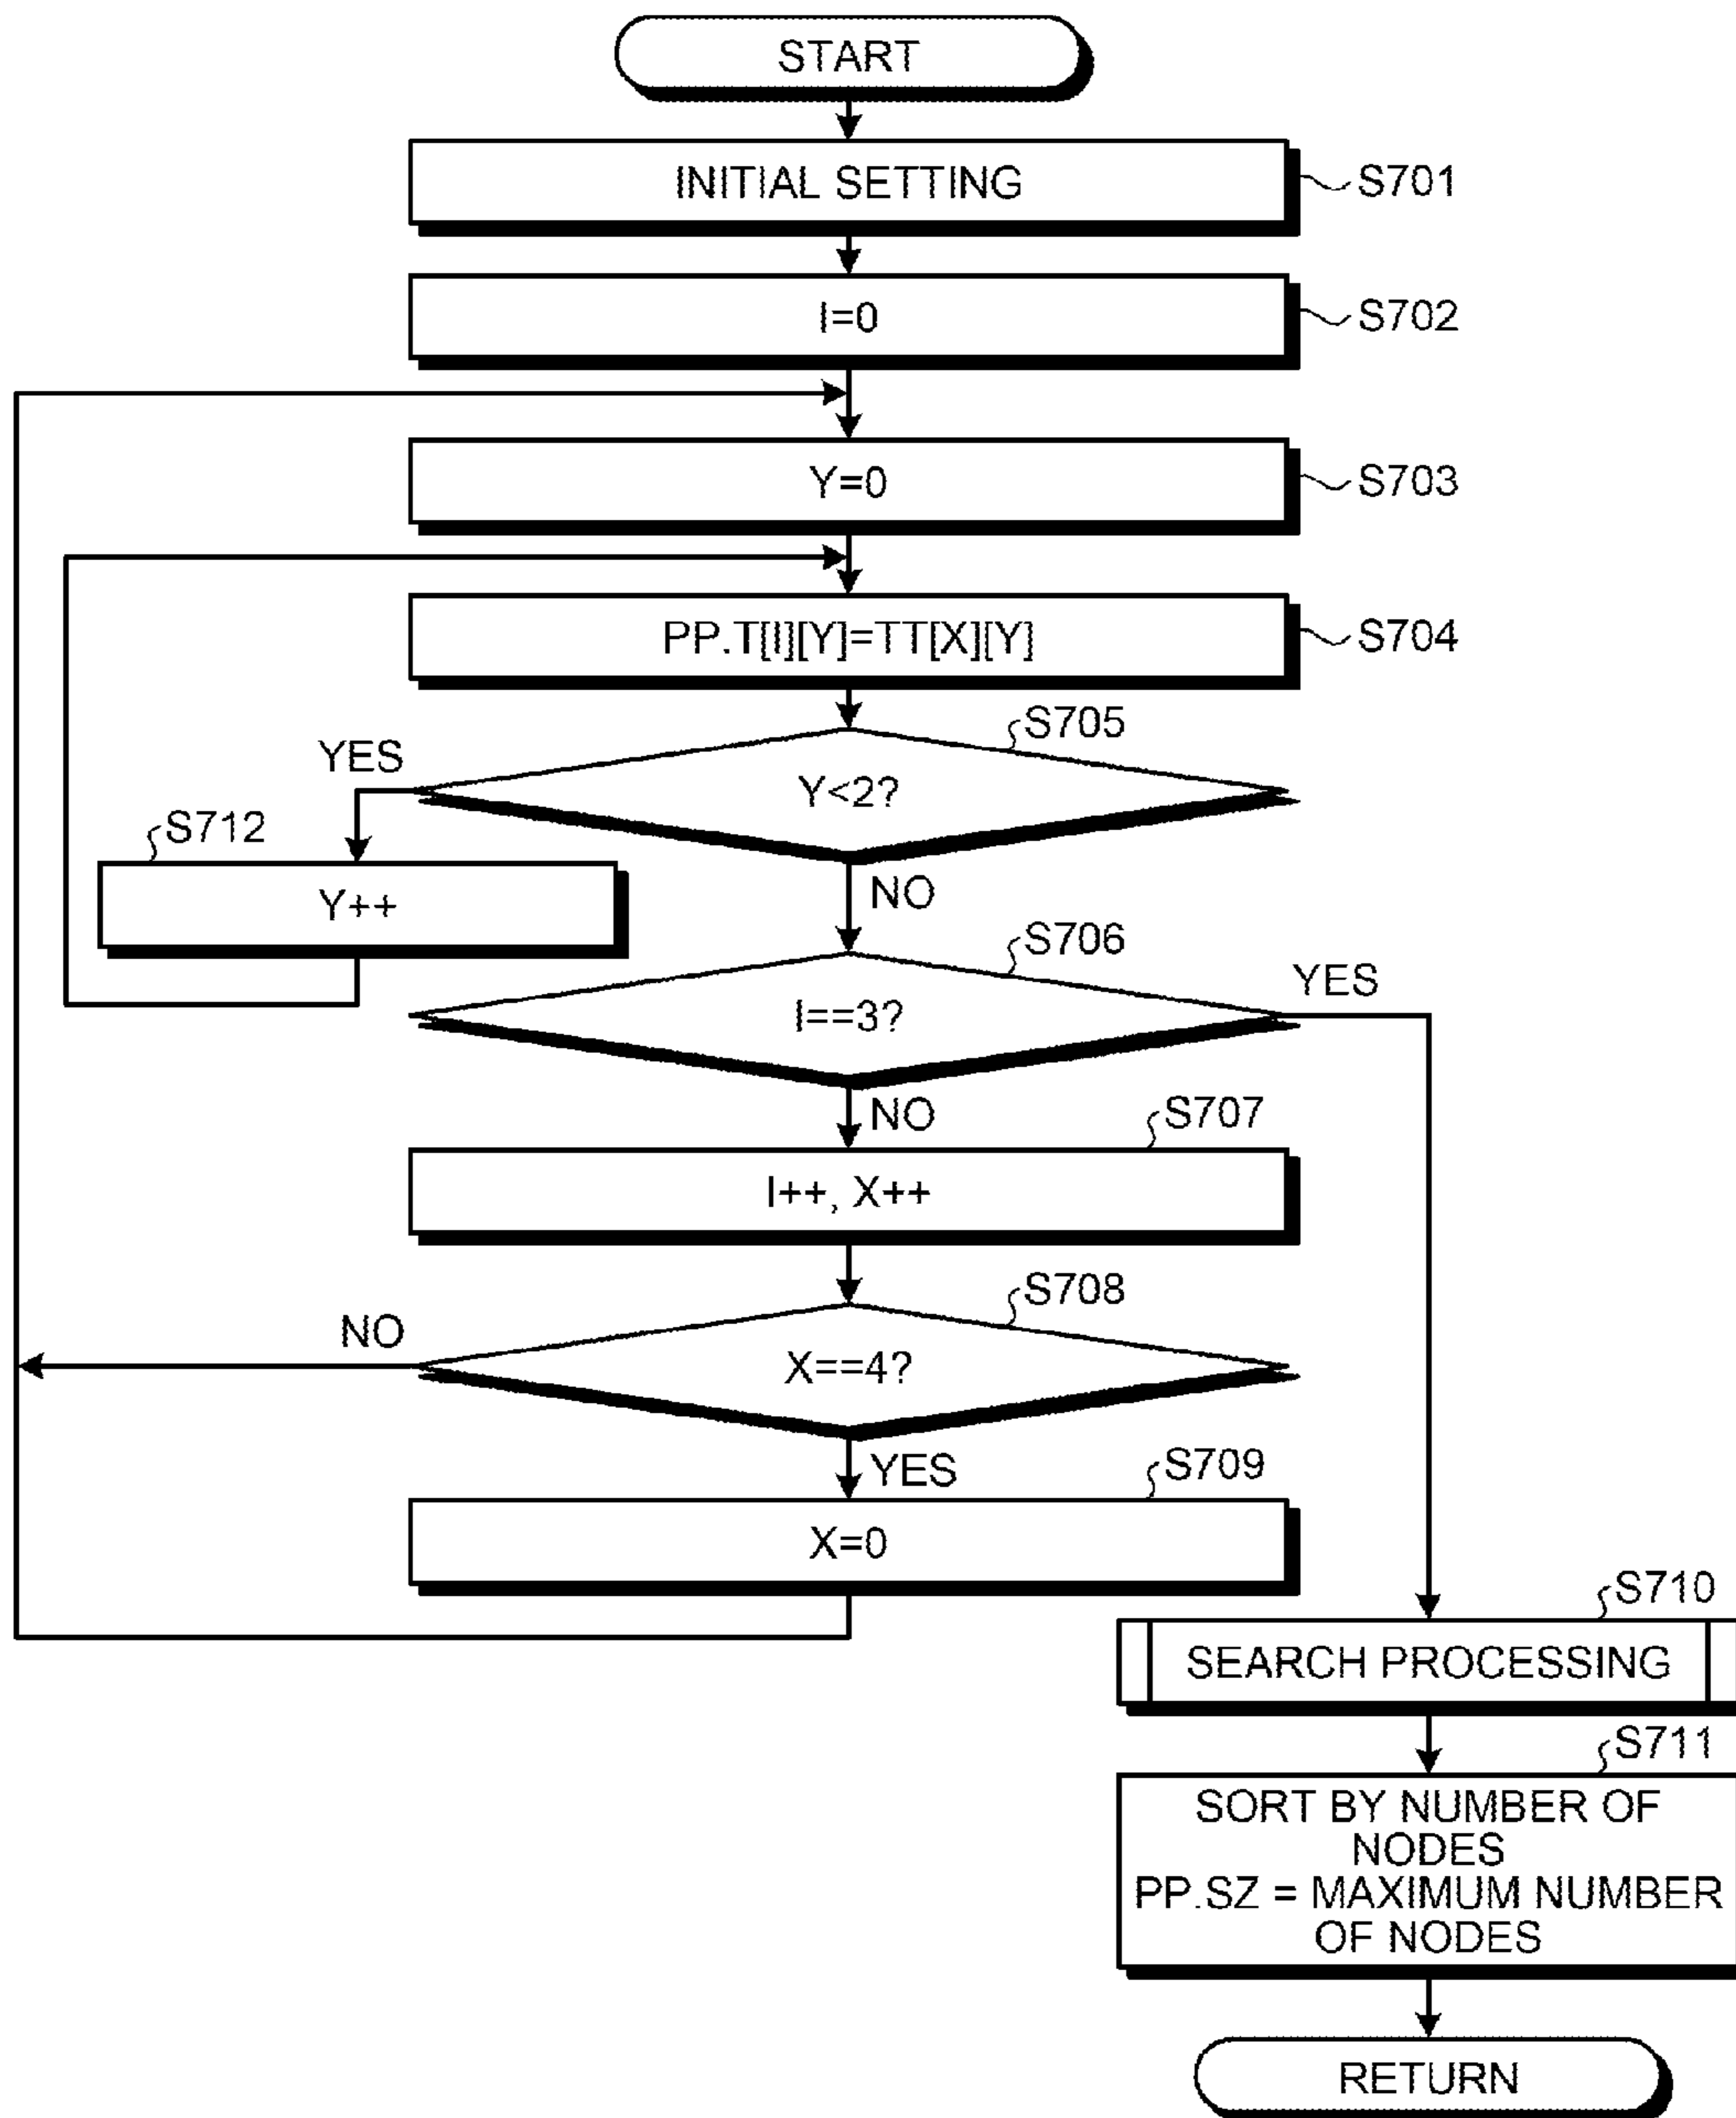 START
INITIAL SETTING
S701
I=0
S702
Y=0
S703
PP.T[I][Y]=TT[X][Y]
S704
S705
YES
Y<2?
S712
Y++
NO
S706
YES
I==3?
NO
S707
I++, X++
S708
NO
X==4?
YES
S709
X=0
S710
SEARCH PROCESSING
S711
SORT BY NUMBER OF
NODES
PP.SZ = MAXIMUM NUMBER
OF NODES
RETURN